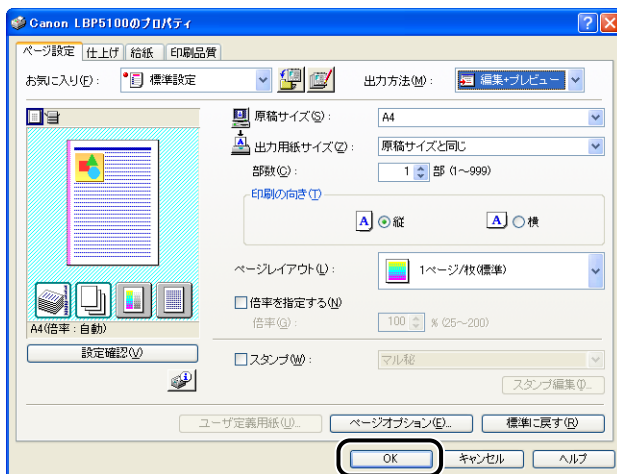 Canon LBP5100のプロパティ
ページ設定 仕上げ 給紙 印刷品質
お気に入り(F): 標準設定 出力方法(M): 編集+プレビュー
原稿サイズ(S): A4
出力用紙サイズ(Z): 原稿サイズと同じ
部数(C): 1 部 (1～999)
印刷の向き(T)
A 縦 A 横
ページレイアウト(L): 1ページ/枚(標準)
倍率を指定する(N)
倍率(G): 100 % (25～200)
A4(倍率:自動)
設定確認(V)
スタンプ(W): マル秘
スタンプ編集(I)...
ユーザ定義用紙(U)... ページオプション(E)... 標準に戻す(R)
OK キャンセル ヘルプ